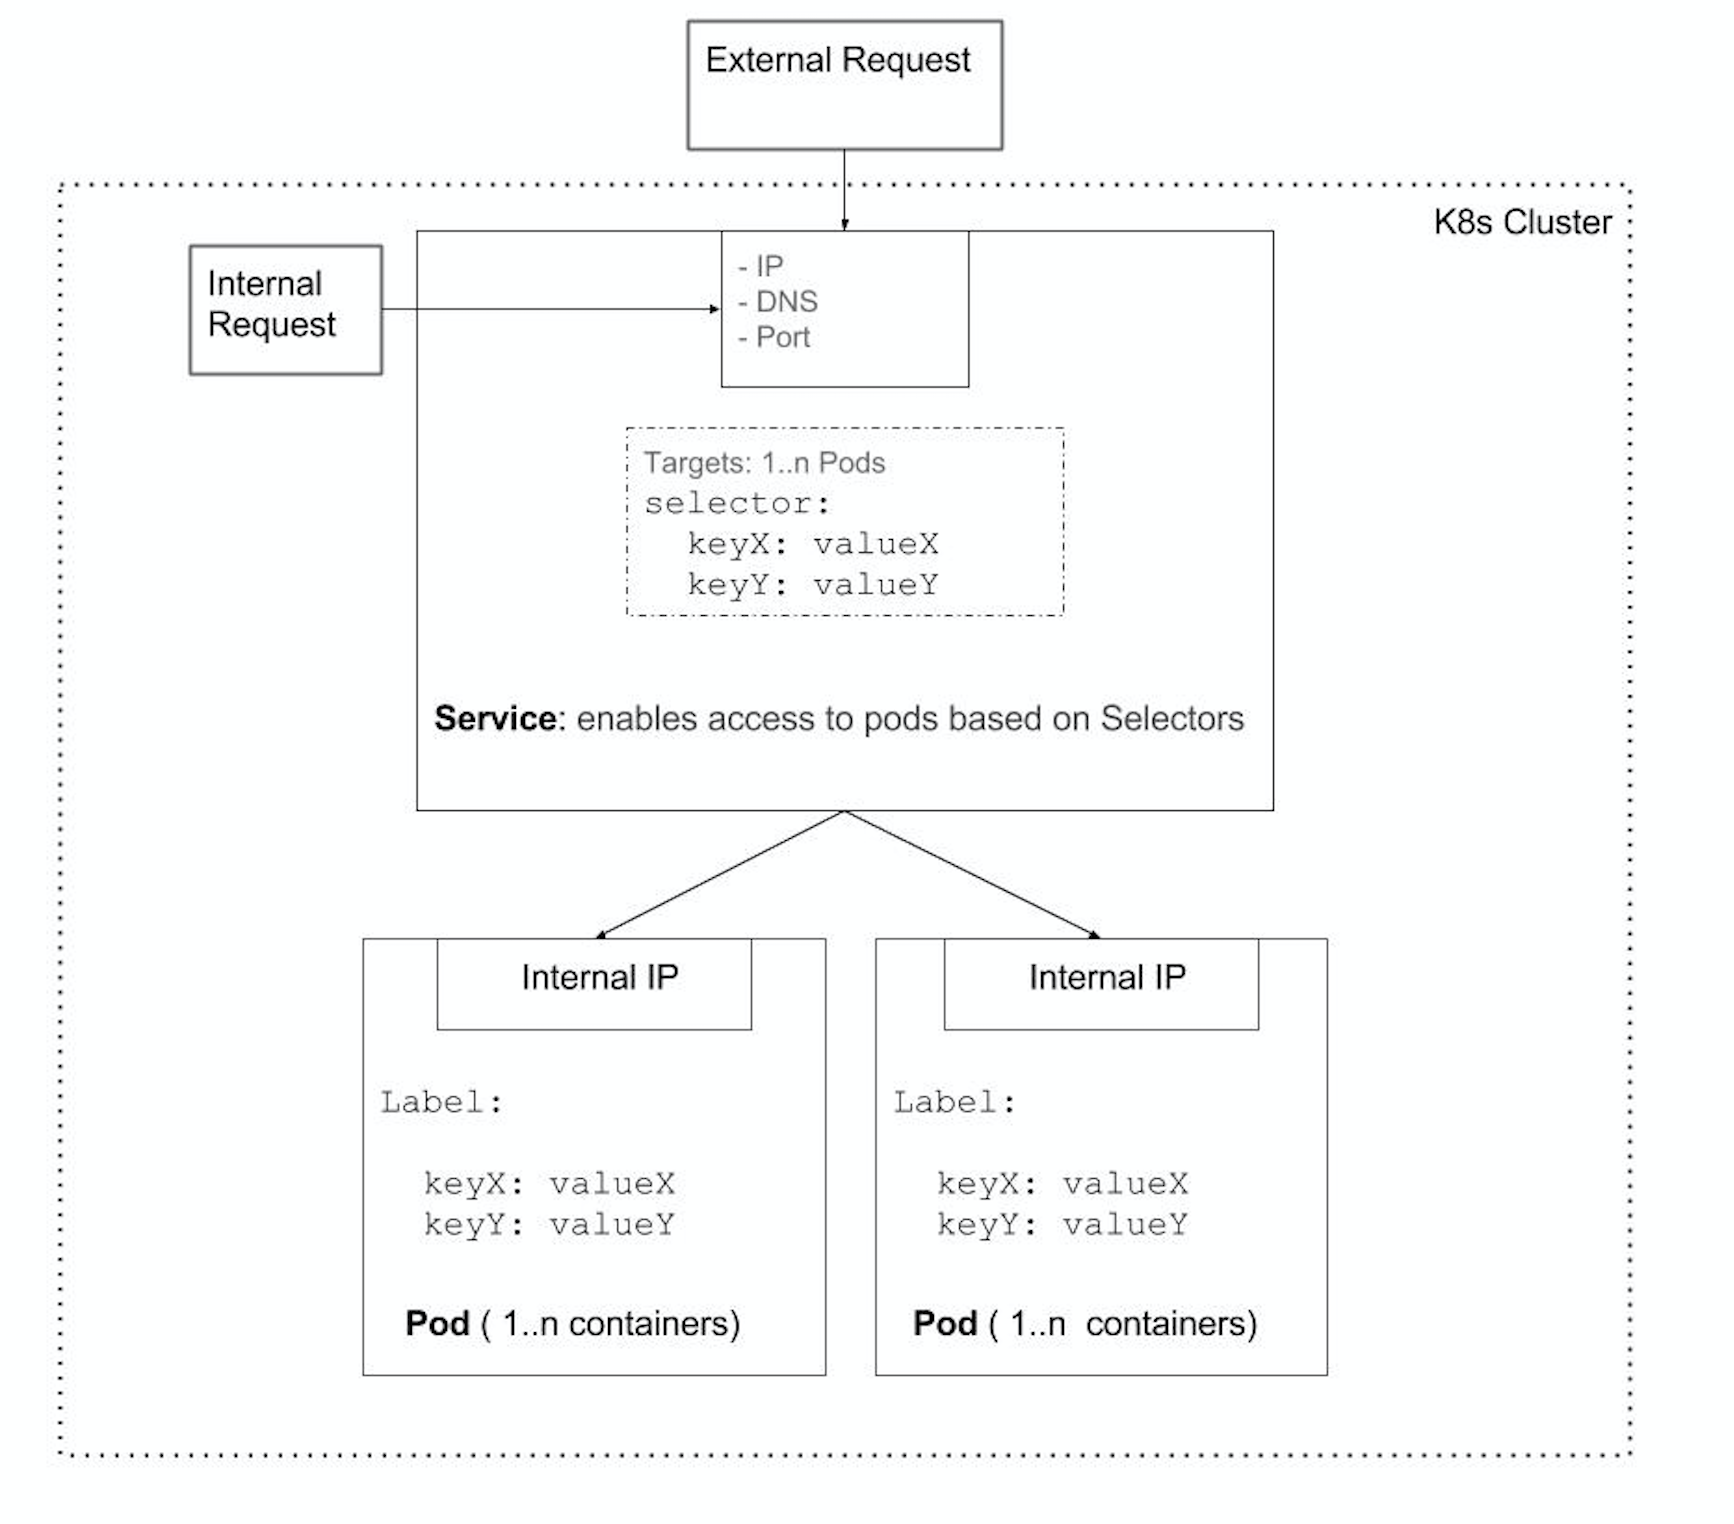 External Request
K8s Cluster
Internal
Request
- IP
- DNS
- Port
Targets: 1..n Pods
selector:
keyX: valueX
keyY: valueY
Service: enables access to pods based on Selectors
Internal IP
Label:
keyX: valueX
keyY: valueY
Pod ( 1..n containers)
Internal IP
Label:
keyX: valueX
keyY: valueY
Pod ( 1..n  containers)